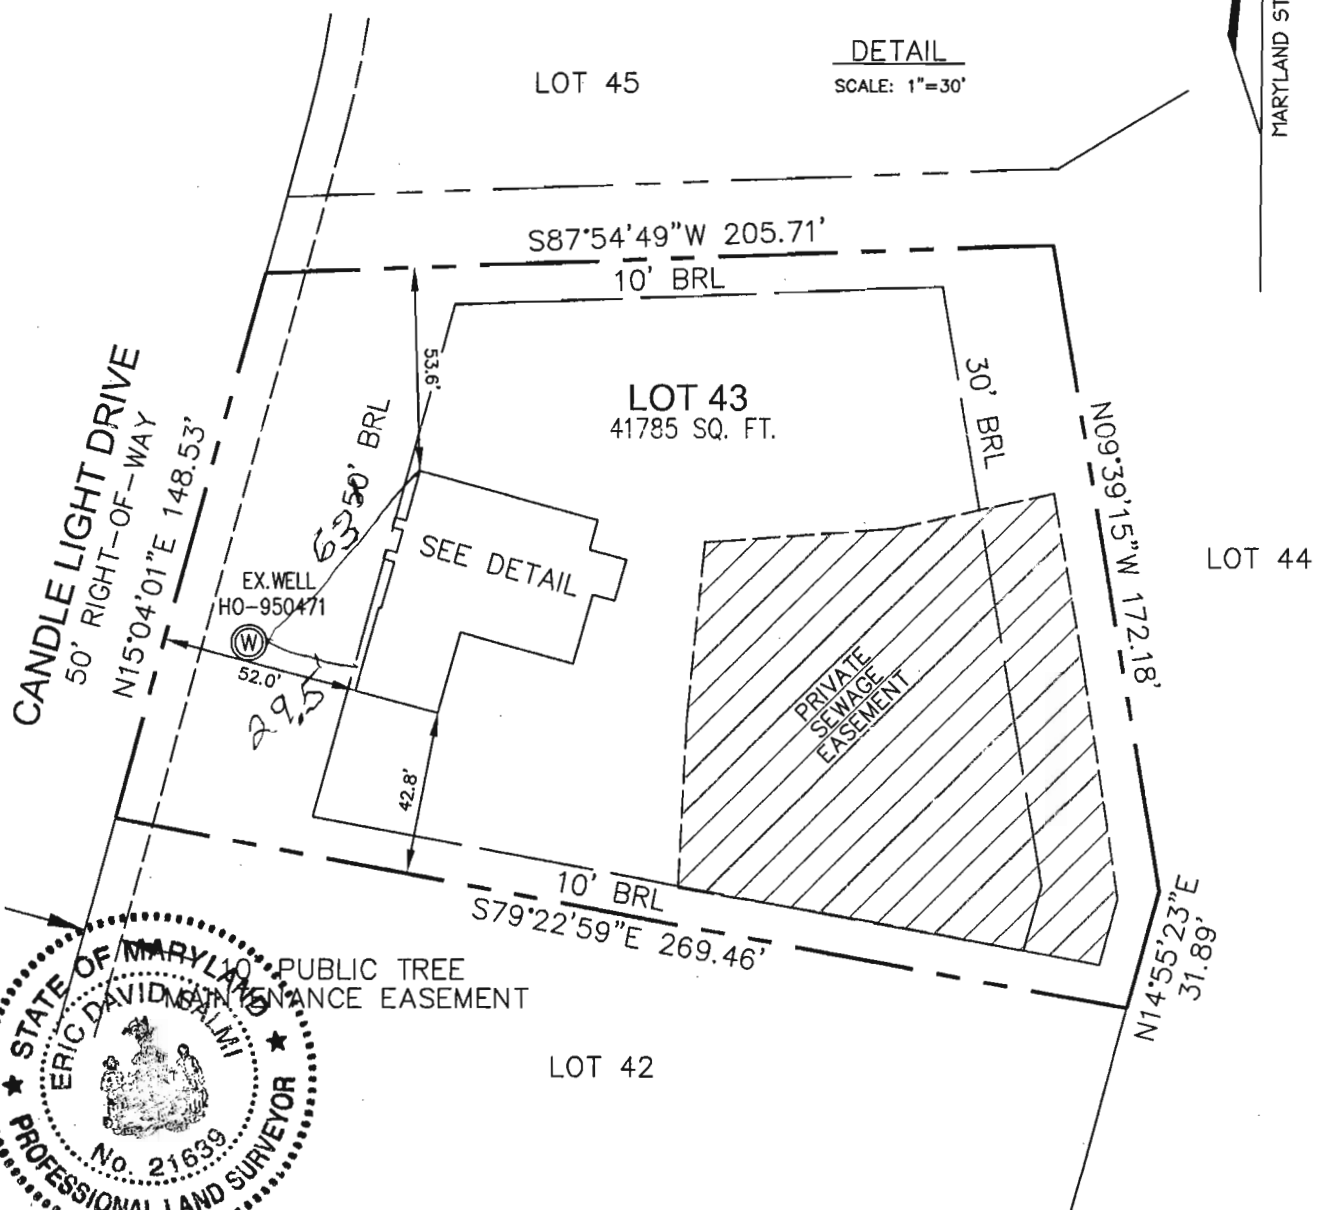 DETAIL
SCALE: 1"=30'
MARYLAND ST
LOT 45
S87°54'49"W 205.71'
10' BRL
53.6'
LOT 43
41785 SQ. FT.
30' BRL
N09°39'15"W 172.18'
LOT 44
CANDLE LIGHT DRIVE
50' RIGHT-OF-WAY
N15°04'01"E 148.53'
50' BRL
63
SEE DETAIL
EX.WELL
HO-950471
W
52.0'
29.5
42.8'
PRIVATE
SEWAGE
EASEMENT
10' BRL
S79°22'59"E 269.46'
N14°55'23"E
31.89'
10' PUBLIC TREE
MAINTENANCE EASEMENT
LOT 42
STATE OF MARYLAND
ERIC DAVID SALMI
No. 21639
PROFESSIONAL LAND SURVEYOR